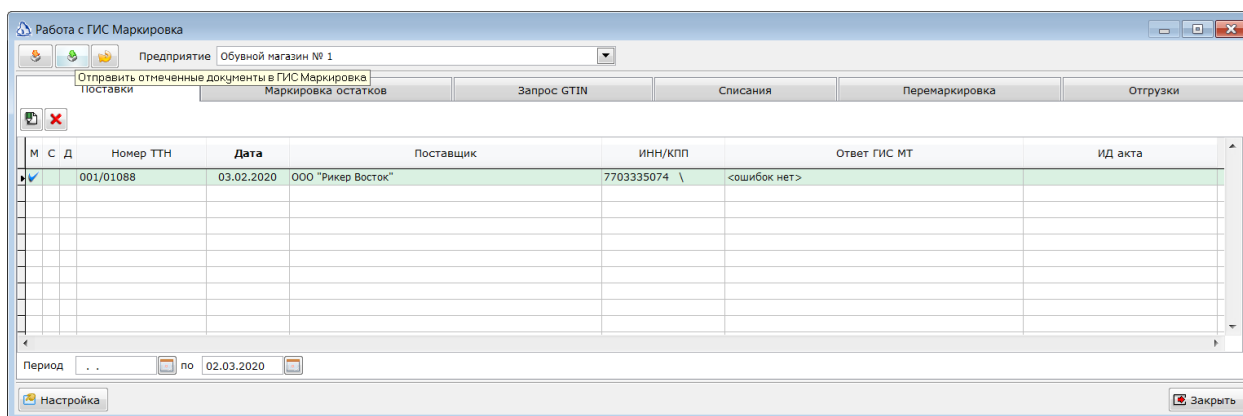 Работа с ГИС Маркировка
Предприятие Обувной магазин № 1
Отправить отмеченные документы в ГИС Маркировка
Поставки Маркировка остатков Запрос GTIN Списания Перемаркировка Отгрузки
М С Д Номер ТТН Дата Поставщик ИНН/КПП Ответ ГИС МТ ИД акта
001/01088 03.02.2020 ООО "Рикер Восток" 7703335074 \ <ошибок нет>
Период . . по 02.03.2020
Настройка Закрыть